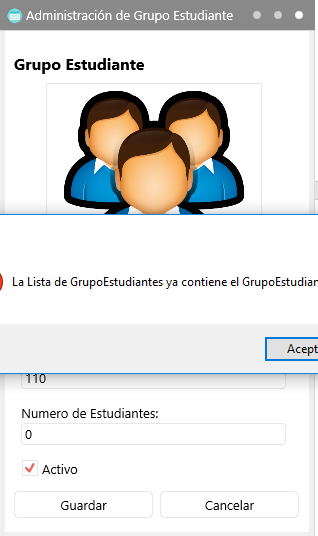 Administración de Grupo Estudiante
Grupo Estudiante
La Lista de GrupoEstudiantes ya contiene el
110
Numero de Estudiantes:
0
Activo
Guardar
Cancelar